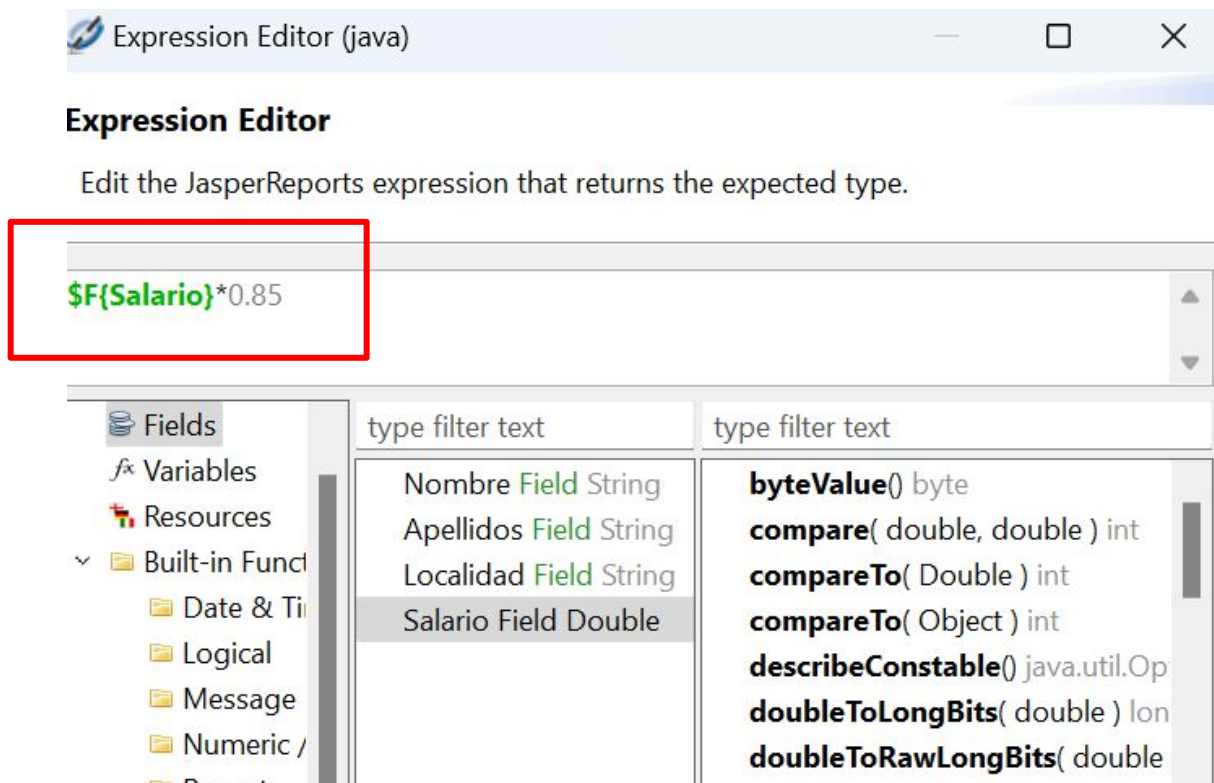 Expression Editor (java)
Expression Editor
Edit the JasperReports expression that returns the expected type.
$F{Salario}*0.85
Fields
Variables
Resources
Built-in Funct
Date & Ti
Logical
Message
Numeric /
type filter text
Nombre Field String
Apellidos Field String
Localidad Field String
Salario Field Double
type filter text
byteValue() byte
compare( double, double ) int
compareTo( Double ) int
compareTo( Object ) int
describeConstable() java.util.Op
doubleToLongBits( double ) lon
doubleToRawLongBits( double